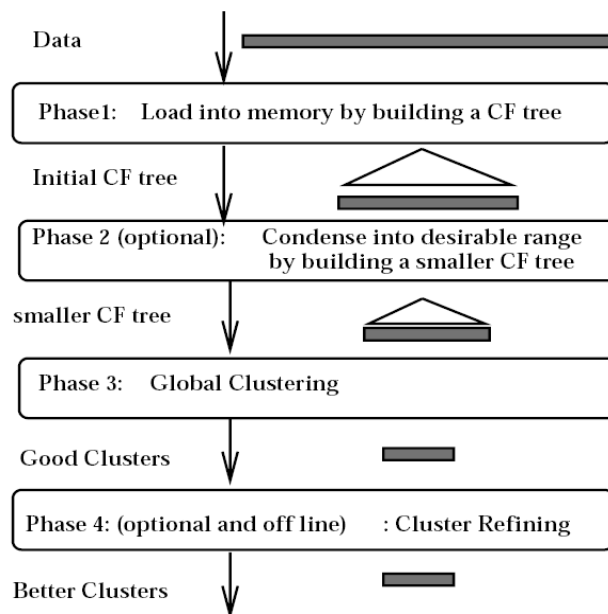 Data
Phase1: Load into memory by building a CF tree
Initial CF tree
Phase 2 (optional): Condense into desirable range
by building a smaller CF tree
smaller CF tree
Phase 3: Global Clustering
Good Clusters
Phase 4: (optional and off line) : Cluster Refining
Better Clusters